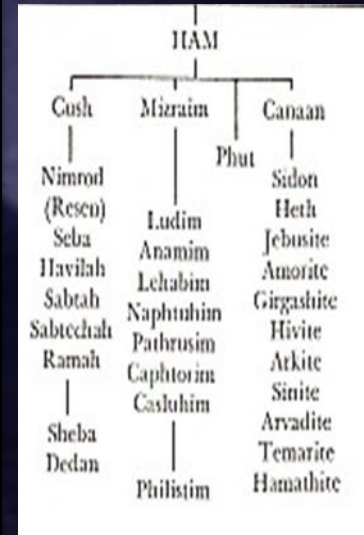 HAM
Cush Mizraim Canaan
Phut
Nimrod
(Resen)
Seba
Havilah
Sabtah
Sabtechah
Ramah
Sheba
Dedan
Ludim
Anamim
Lehabim
Naphtuhim
Pathrusim
Caphtorim
Casluhim
Philistim
Sidon
Heth
Jebusite
Amorite
Girgashite
Hivite
Arkite
Sinite
Arvadite
Temarite
Hamathite